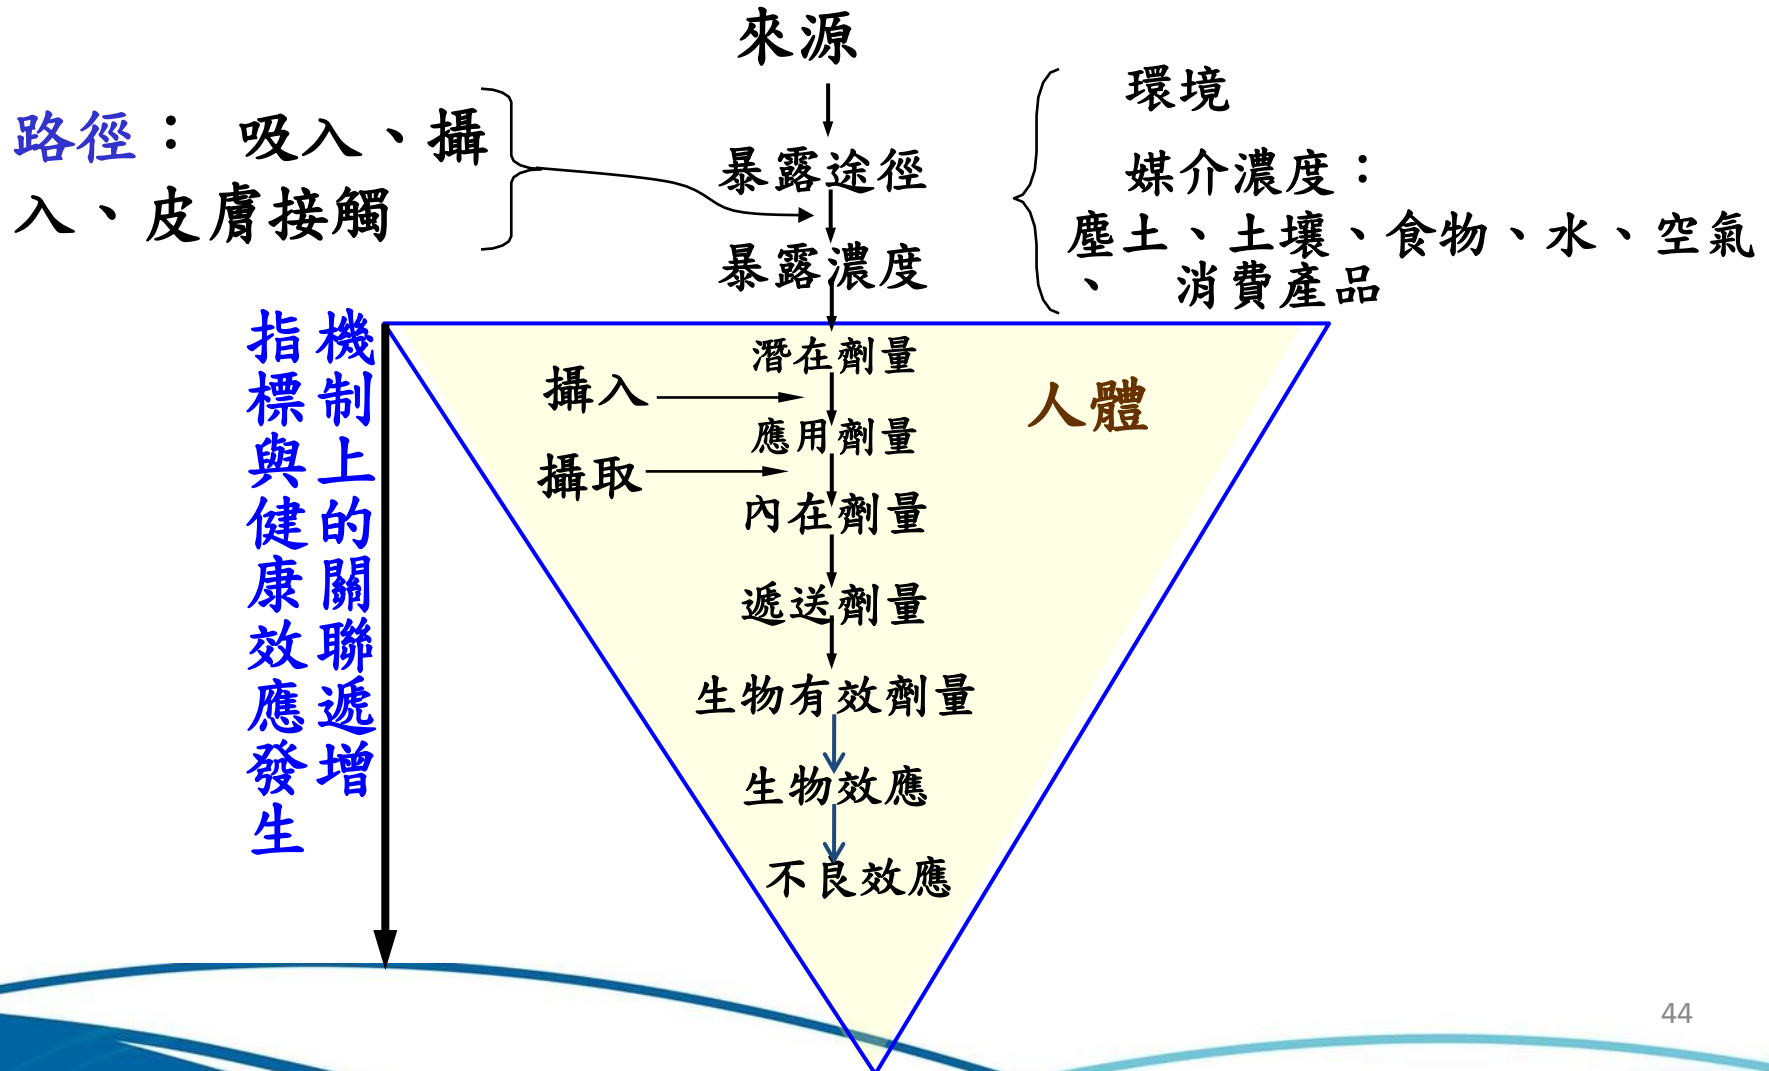 來源
路徑： 吸入、攝
入、皮膚接觸
環境
媒介濃度：
塵土、土壤、食物、水、空氣
、 消費產品
暴露途徑
暴露濃度
機制上的關聯遞增
指標與健康效應發生
人體
潛在劑量
攝入
應用劑量
攝取
內在劑量
遞送劑量
生物有效劑量
生物效應
不良效應
44